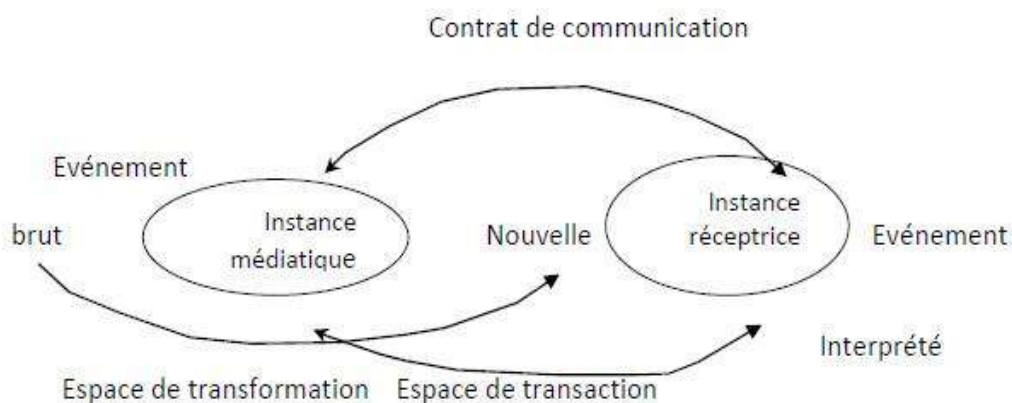 Contrat de communication
Evénement
brut
Instance
médiatique
Nouvelle
Instance
réceptrice
Evénement
Interprété
Espace de transformation
Espace de transaction